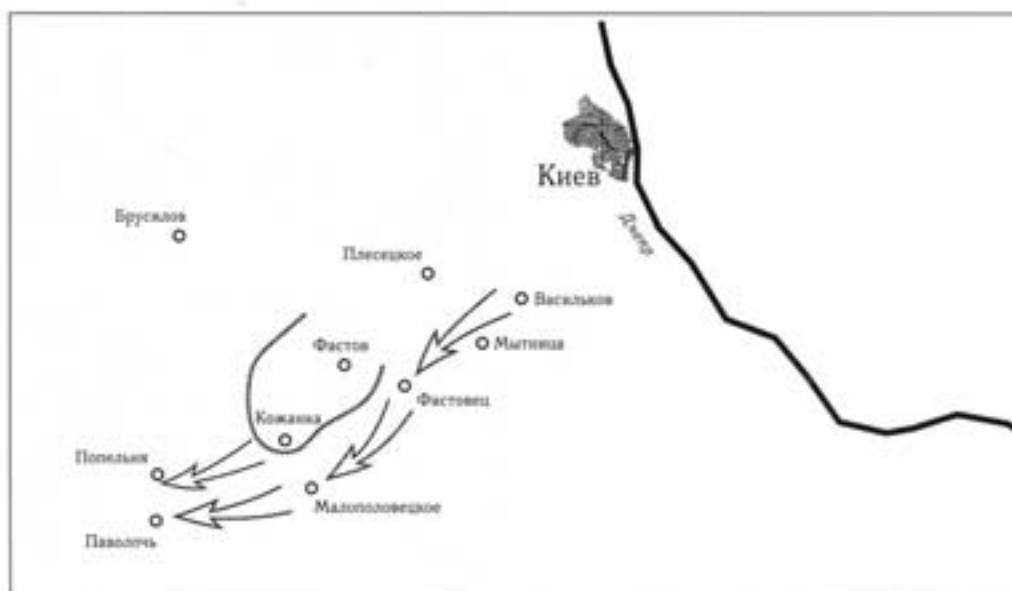 Киев
Днепр
Брусилов
Плесецкое
Васильков
Мытница
Фастов
Фастовец
Кожанка
Попельня
Малополовецкое
Паволочь